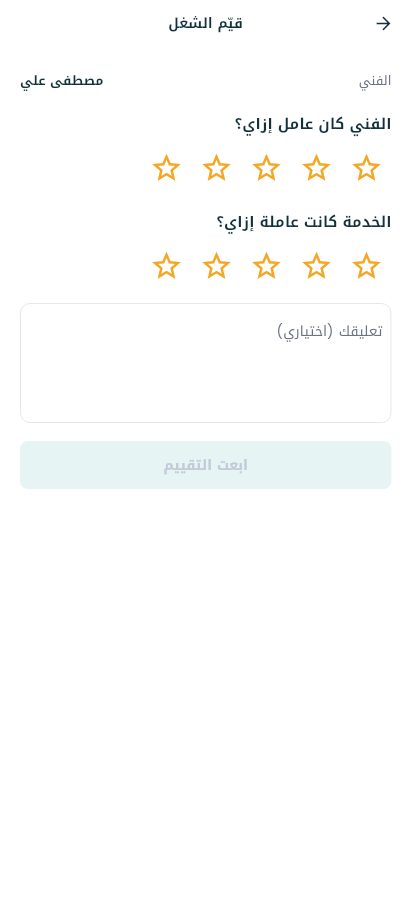 قيّم الشغل
الفني
مصطفى علي
الفني كان عامل إزاي؟
الخدمة كانت عاملة إزاي؟
تعليقك (اختياري)
ابعت التقييم